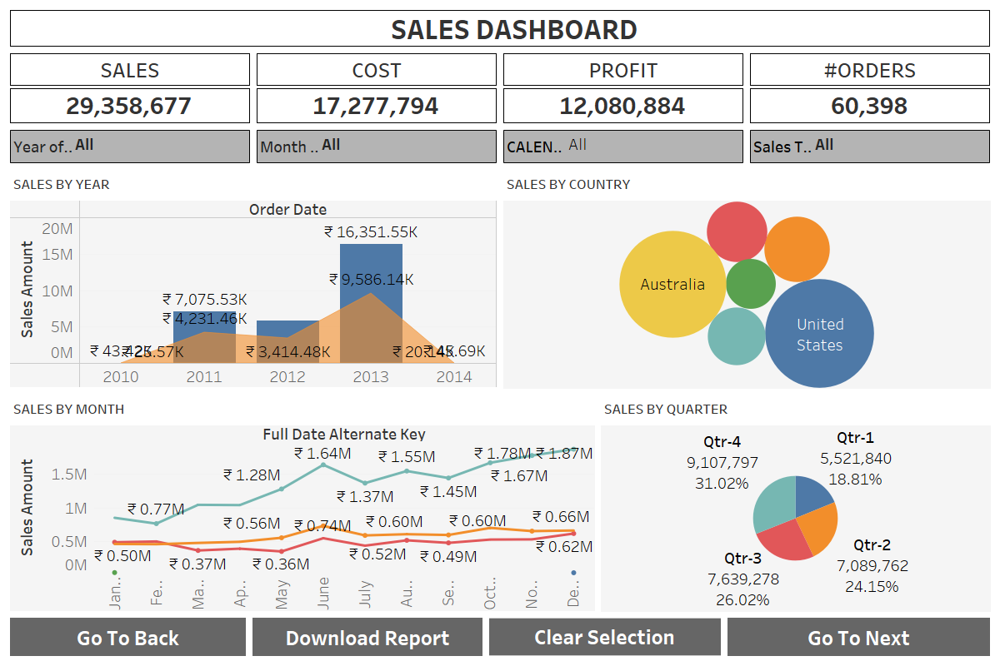 SALES DASHBOARD
SALES
COST
PROFIT
#ORDERS
29,358,677
17,277,794
12,080,884
60,398
Year of.. All
Month .. All
CALEN.. All
Sales T.. All
SALES BY YEAR
Order Date
Sales Amount
20M
15M
10M
5M
0M
₹ 16,351.55K
₹ 9,586.14K
₹ 7,075.53K
₹ 4,231.46K
₹ 3,414.48K
2010
2011
2012
2013
2014
SALES BY COUNTRY
Australia
United
States
SALES BY MONTH
Full Date Alternate Key
Sales Amount
1.5M
1M
0.5M
0M
₹ 1.64M
₹ 1.55M
₹ 1.78M
₹ 1.87M
₹ 1.28M
₹ 1.67M
₹ 1.37M
₹ 1.45M
₹ 0.77M
₹ 0.56M
₹ 0.74M
₹ 0.60M
₹ 0.60M
₹ 0.66M
₹ 0.50M
₹ 0.37M
₹ 0.36M
₹ 0.52M
₹ 0.49M
₹ 0.62M
Jan..
Fe..
Ma..
Ap..
May
June
July
Au..
Se..
Oct..
No..
De..
SALES BY QUARTER
Qtr-4
9,107,797
31.02%
Qtr-1
5,521,840
18.81%
Qtr-3
7,639,278
26.02%
Qtr-2
7,089,762
24.15%
Go To Back
Download Report
Clear Selection
Go To Next